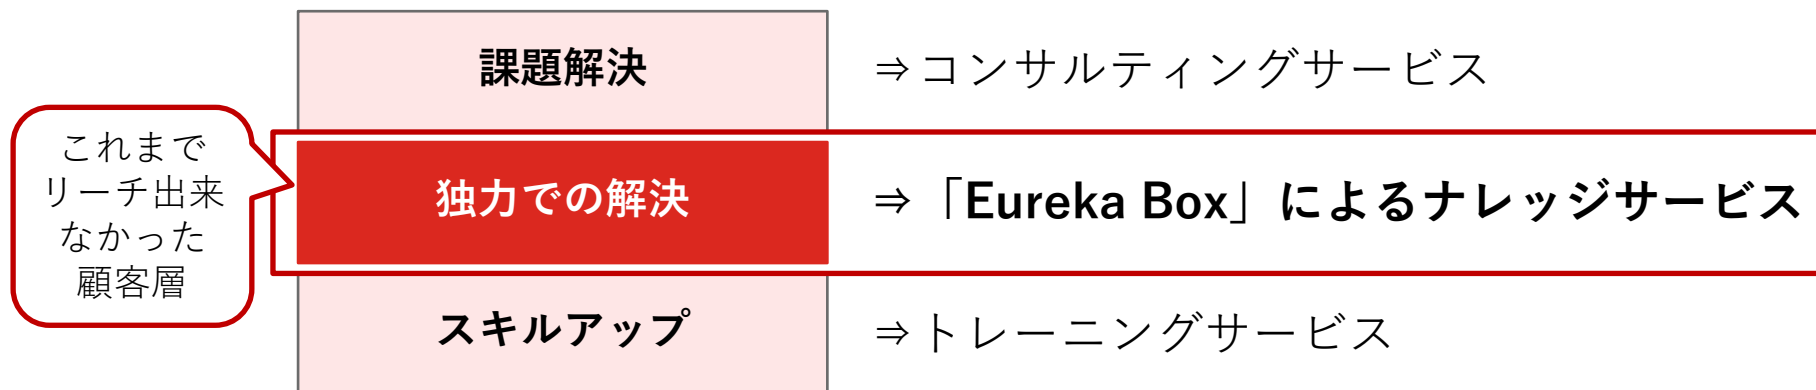 課題解決
⇒コンサルティングサービス
これまで
リーチ出来
なかった
顧客層
独力での解決
⇒「Eureka Box」によるナレッジサービス
スキルアップ
⇒トレーニングサービス